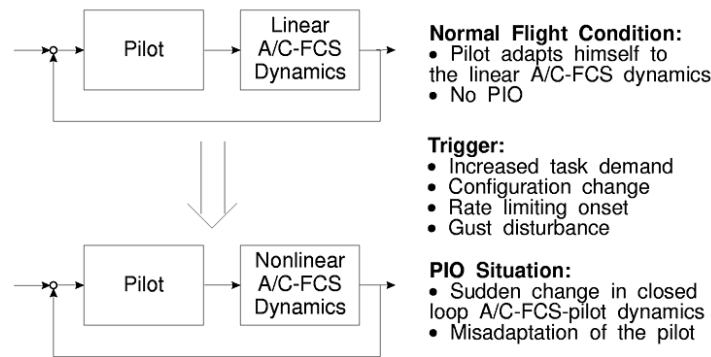 Pilot
Linear
A/C-FCS
Dynamics
Normal Flight Condition:
• Pilot adapts himself to
the linear A/C-FCS dynamics
• No PIO
Trigger:
• Increased task demand
• Configuration change
• Rate limiting onset
• Gust disturbance
Pilot
Nonlinear
A/C-FCS
Dynamics
PIO Situation:
• Sudden change in closed
loop A/C-FCS-pilot dynamics
• Misadaptation of the pilot